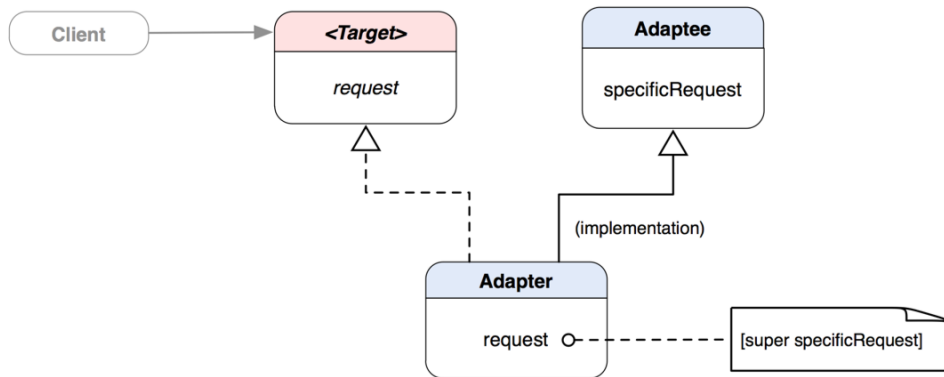 Client
<Target>
request
Adaptee
specificRequest
(implementation)
Adapter
request
[super specificRequest]